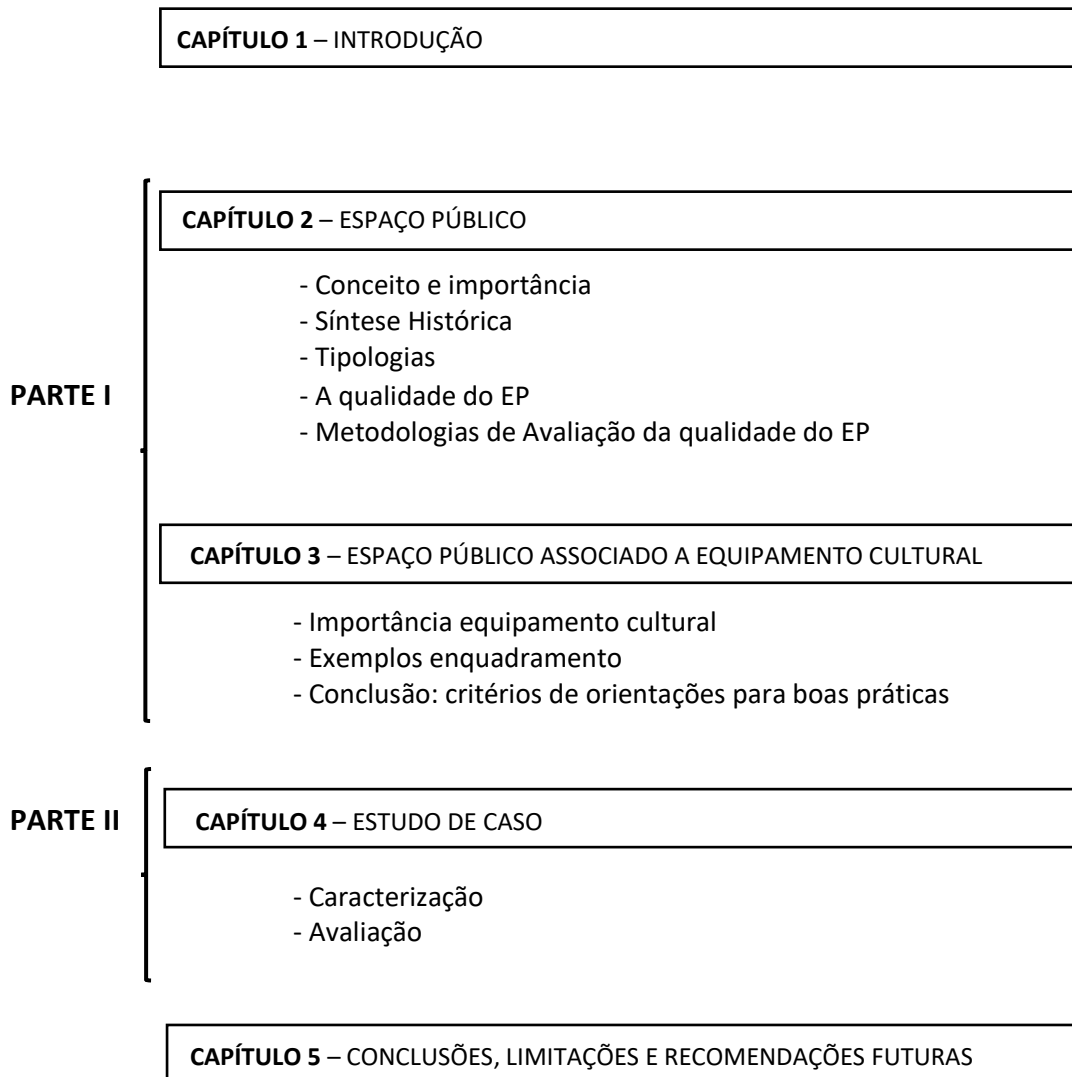 CAPÍTULO 1 – INTRODUÇÃO
PARTE I
CAPÍTULO 2 – ESPAÇO PÚBLICO
- Conceito e importância
- Síntese Histórica
- Tipologias
- A qualidade do EP
- Metodologias de Avaliação da qualidade do EP
CAPÍTULO 3 – ESPAÇO PÚBLICO ASSOCIADO A EQUIPAMENTO CULTURAL
- Importância equipamento cultural
- Exemplos enquadramento
- Conclusão: critérios de orientações para boas práticas
PARTE II
CAPÍTULO 4 – ESTUDO DE CASO
- Caracterização
- Avaliação
CAPÍTULO 5 – CONCLUSÕES, LIMITAÇÕES E RECOMENDAÇÕES FUTURAS